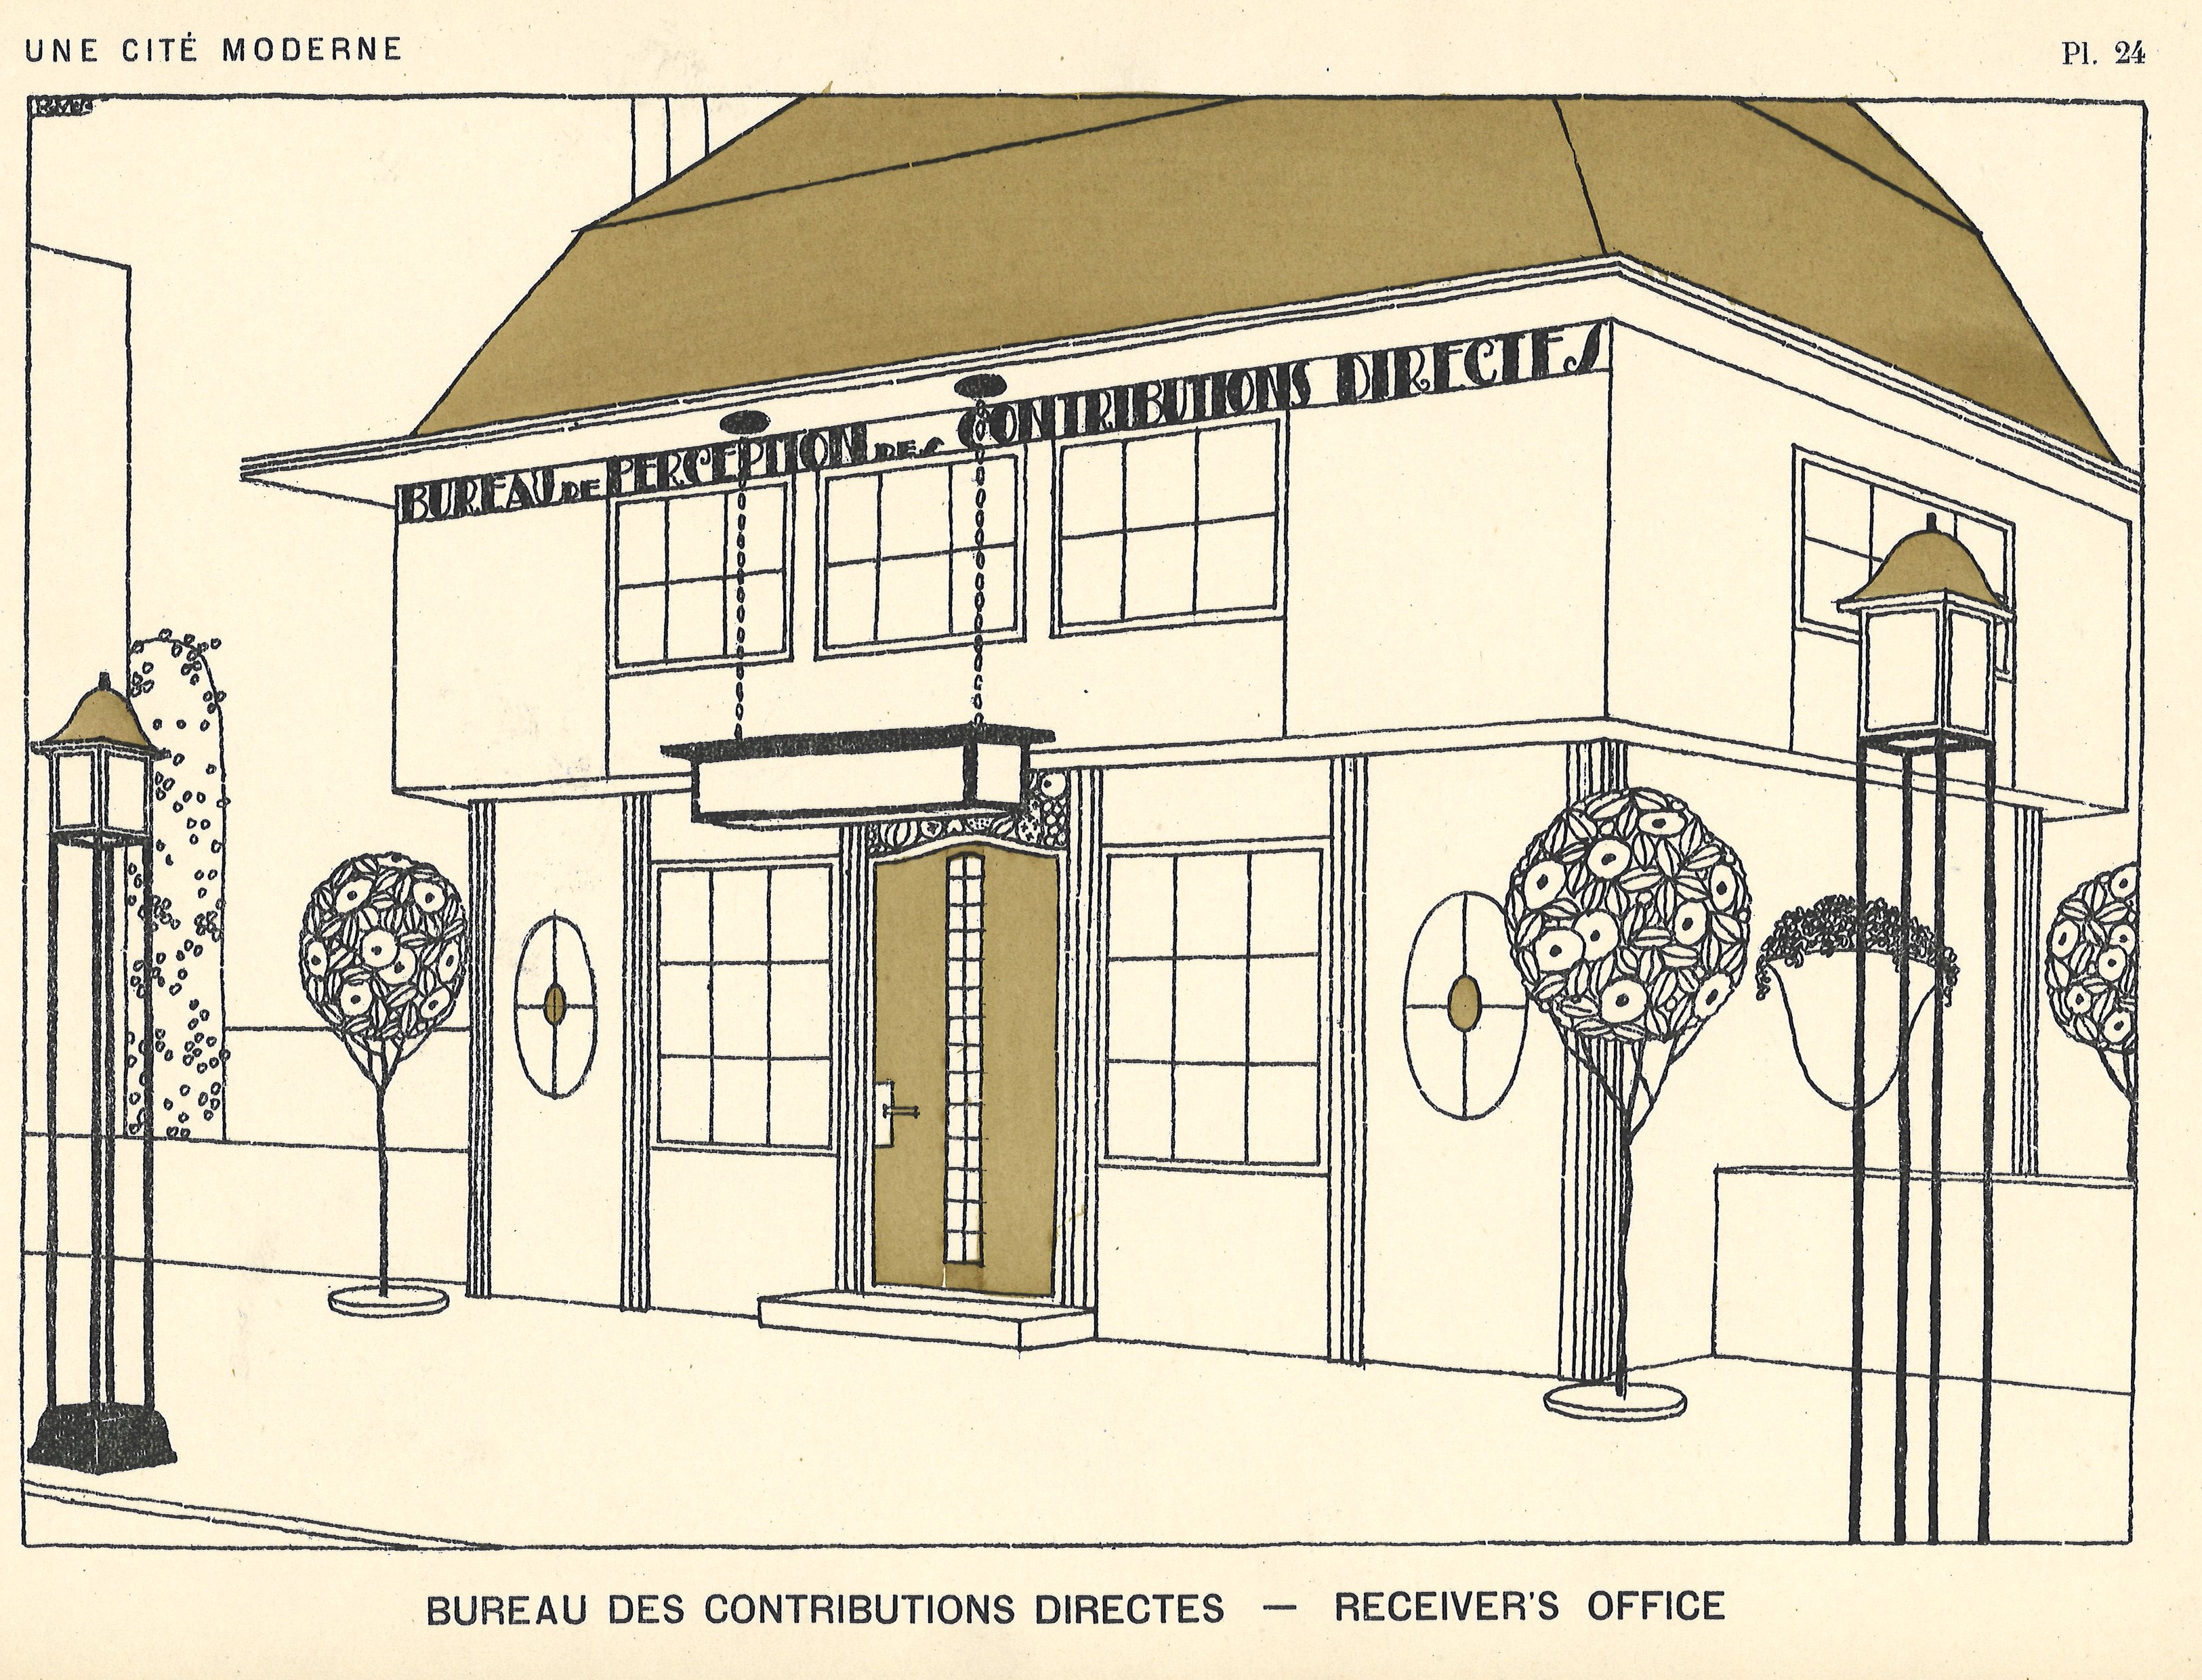 UNE CITÉ MODERNE
Pl. 24
BUREAU DE PERCEPTION DES CONTRIBUTIONS DIRECTES
BUREAU DES CONTRIBUTIONS DIRECTES — RECEIVER'S OFFICE